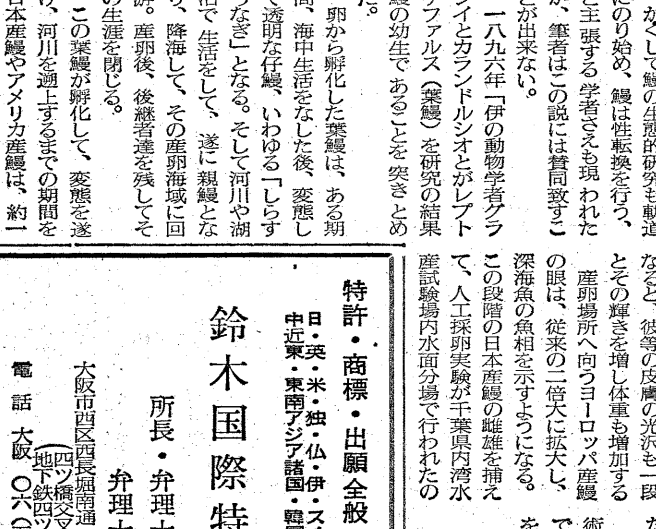 かくして鰻の生態的研究も軌道
にのり始め、鰻は性転換を行う、
と主張する学者さえも現われた
が、筆者はこの説には賛同致すこ
とが出来ない。
一八九六年「伊の動物学者グラ
シイとカランドルシオとがレプト
サファルス（葉鰻）を研究の結果
鰻の幼生であることを突きとめ
た。
卵から孵化した葉鰻は、ある期
間、海中生活をなした後、変態し
て透明な仔鰻、いわゆる「しらす
うなぎ」となる。そして河川や湖
沼で生活をして、遂に親鰻とな
り、降海して、その産卵海域に回
游。産卵後、後継者達を残してそ
の生涯を閉じる。
この葉鰻が孵化して、変態を遂
げ、河川を遡上するまでの期間を
日本産鰻やアメリカ産鰻は、約一
なると、彼等の皮膚の光沢も一段
とその輝きを増し体重も増加する
産卵場所へ向うヨーロッパ産鰻
の眼は、従来の二倍大に拡大し、
深海魚の魚相を示すようになる。
この段階の日本産鰻の雌雄を捕え
て、人工採卵実験が千葉県内湾水
産試験場内水面分場で行われたの
特許・商標・出願全般
日・英・米・独・仏・伊・ス・
中近東・東南アジア諸国・韓国
鈴木国際特
所長・弁理士
弁理士
大阪市西区西長堀南通
（四ツ橋交叉
地下鉄四ツ
電話 大阪 〇六（